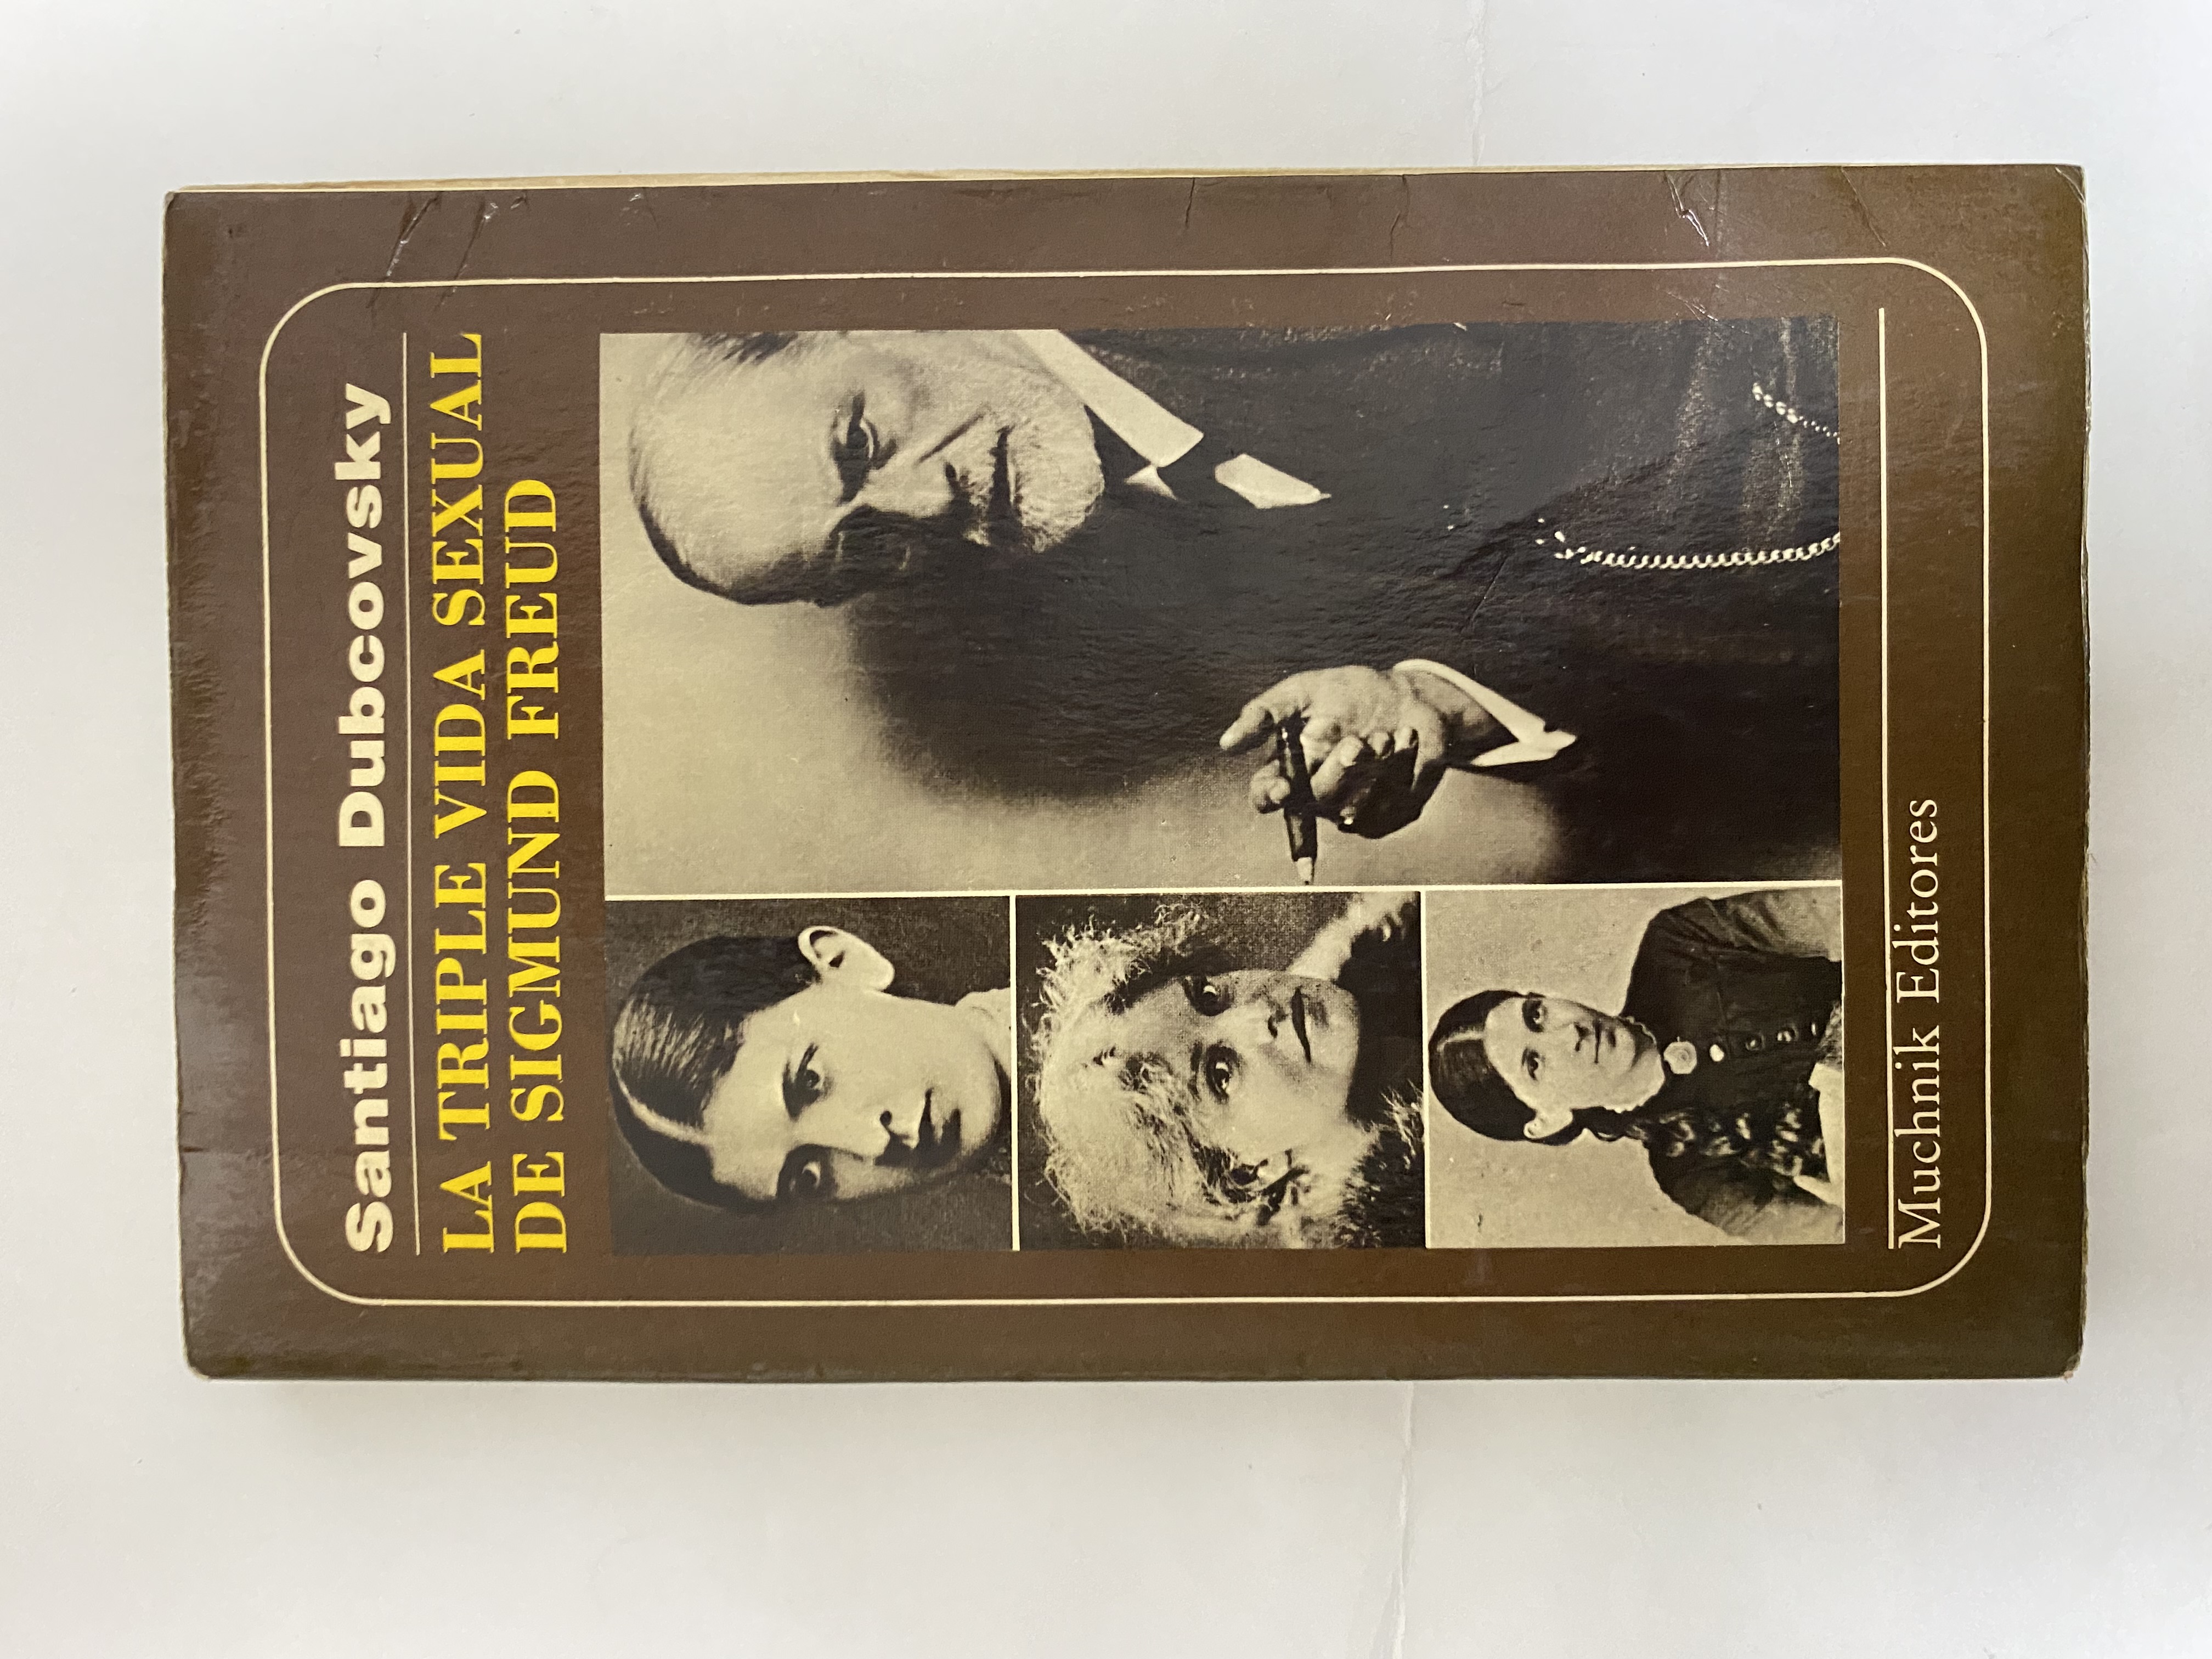 Santiago Dubcovsky
LA TRIPLE VIDA SEXUAL
DE SIGMUND FREUD
Muchnik Editores